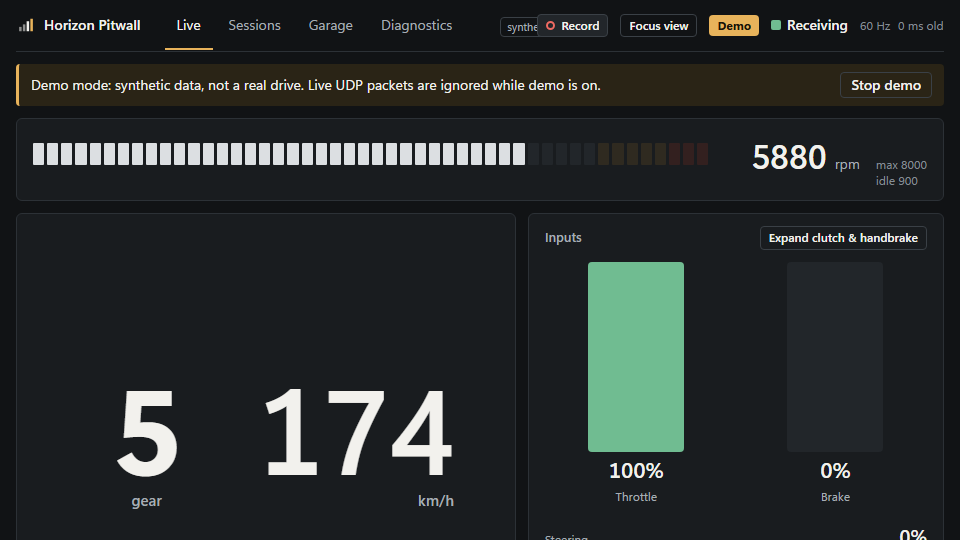 Horizon Pitwall Live Sessions Garage Diagnostics synthe Record Focus view Demo Receiving 60 Hz 0 ms old
Demo mode: synthetic data, not a real drive. Live UDP packets are ignored while demo is on. Stop demo
5880 rpm max 8000
idle 900
Inputs Expand clutch & handbrake
5 174
gear km/h
100% 0%
Throttle Brake
Steering 0%